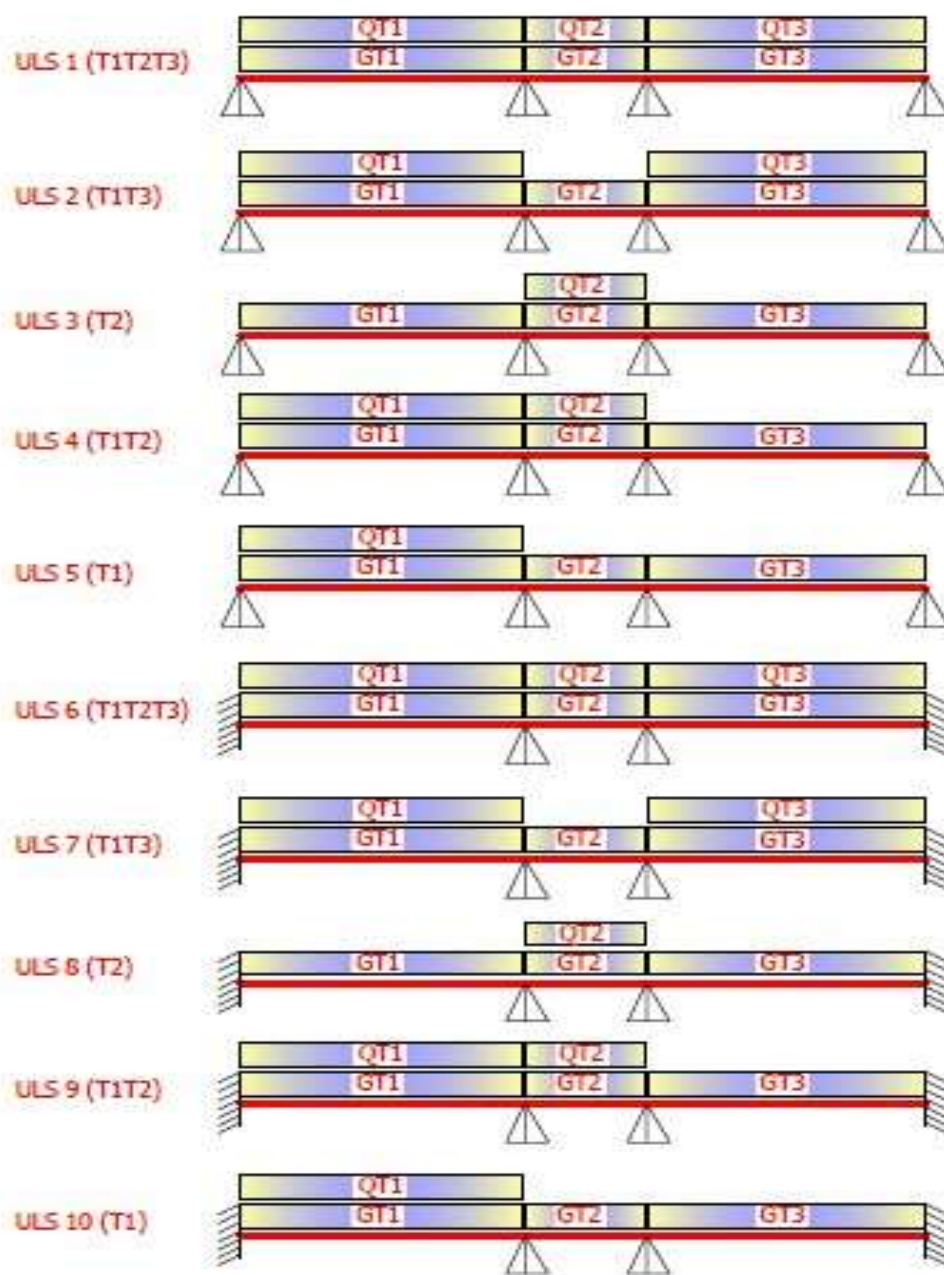 QT1 QT2 QT3
ULS 1 (T1T2T3) GT1 GT2 GT3
QT1 QT3
ULS 2 (T1T3) GT1 GT2 GT3
QT2
ULS 3 (T2) GT1 GT2 GT3
QT1 QT2
ULS 4 (T1T2) GT1 GT2 GT3
QT1
ULS 5 (T1) GT1 GT2 GT3
QT1 QT2 QT3
ULS 6 (T1T2T3) GT1 GT2 GT3
QT1 QT3
ULS 7 (T1T3) GT1 GT2 GT3
QT2
ULS 8 (T2) GT1 GT2 GT3
QT1 QT2
ULS 9 (T1T2) GT1 GT2 GT3
QT1
ULS 10 (T1) GT1 GT2 GT3